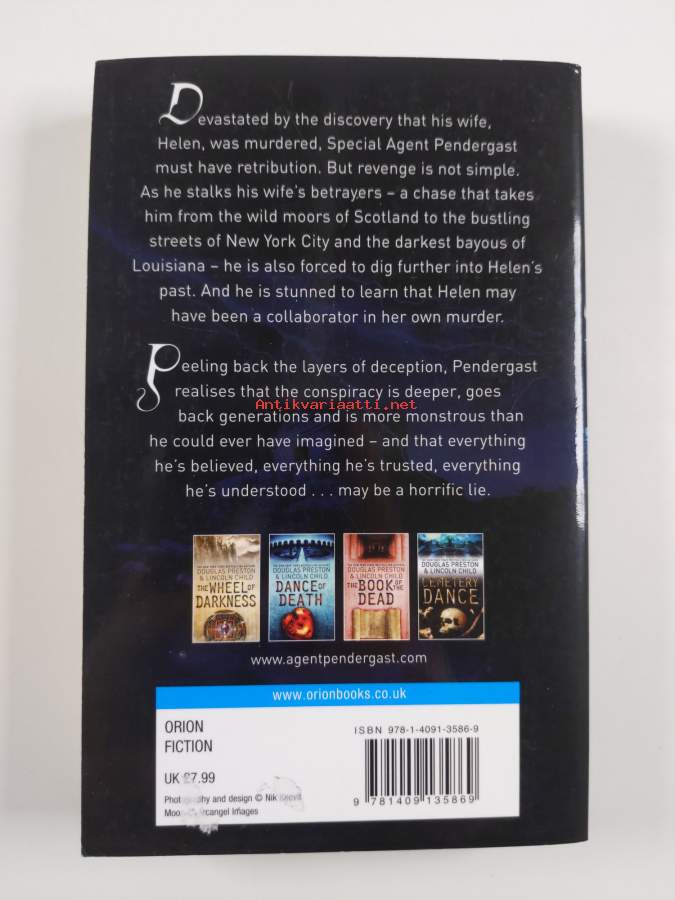 Devastated by the discovery that his wife,
Helen, was murdered, Special Agent Pendergast
must have retribution. But revenge is not simple.
As he stalks his wife's betrayers – a chase that takes
him from the wild moors of Scotland to the bustling
streets of New York City and the darkest bayous of
Louisiana – he is also forced to dig further into Helen's
past. And he is stunned to learn that Helen may
have been a collaborator in her own murder.
Peeling back the layers of deception, Pendergast
realises that the conspiracy is deeper, goes
Antikvariaatti.net
back generations and is more monstrous than
he could ever have imagined – and that everything
he's believed, everything he's trusted, everything
he's understood . . . may be a horrific lie.
DOUGLAS PRESTON
& LINCOLN CHILD
THE WHEEL OF
DARKNESS
DOUGLAS PRESTON
& LINCOLN CHILD
DANCE OF
DEATH
DOUGLAS PRESTON
& LINCOLN CHILD
THE BOOK OF THE
DEAD
DOUGLAS PRESTON
& LINCOLN CHILD
CEMETERY
DANCE
www.agentpendergast.com
www.orionbooks.co.uk
ORION
FICTION
UK £7.99
Photography and design © Nik
Images
ISBN 978-1-4091-3586-9
9 781409 135869